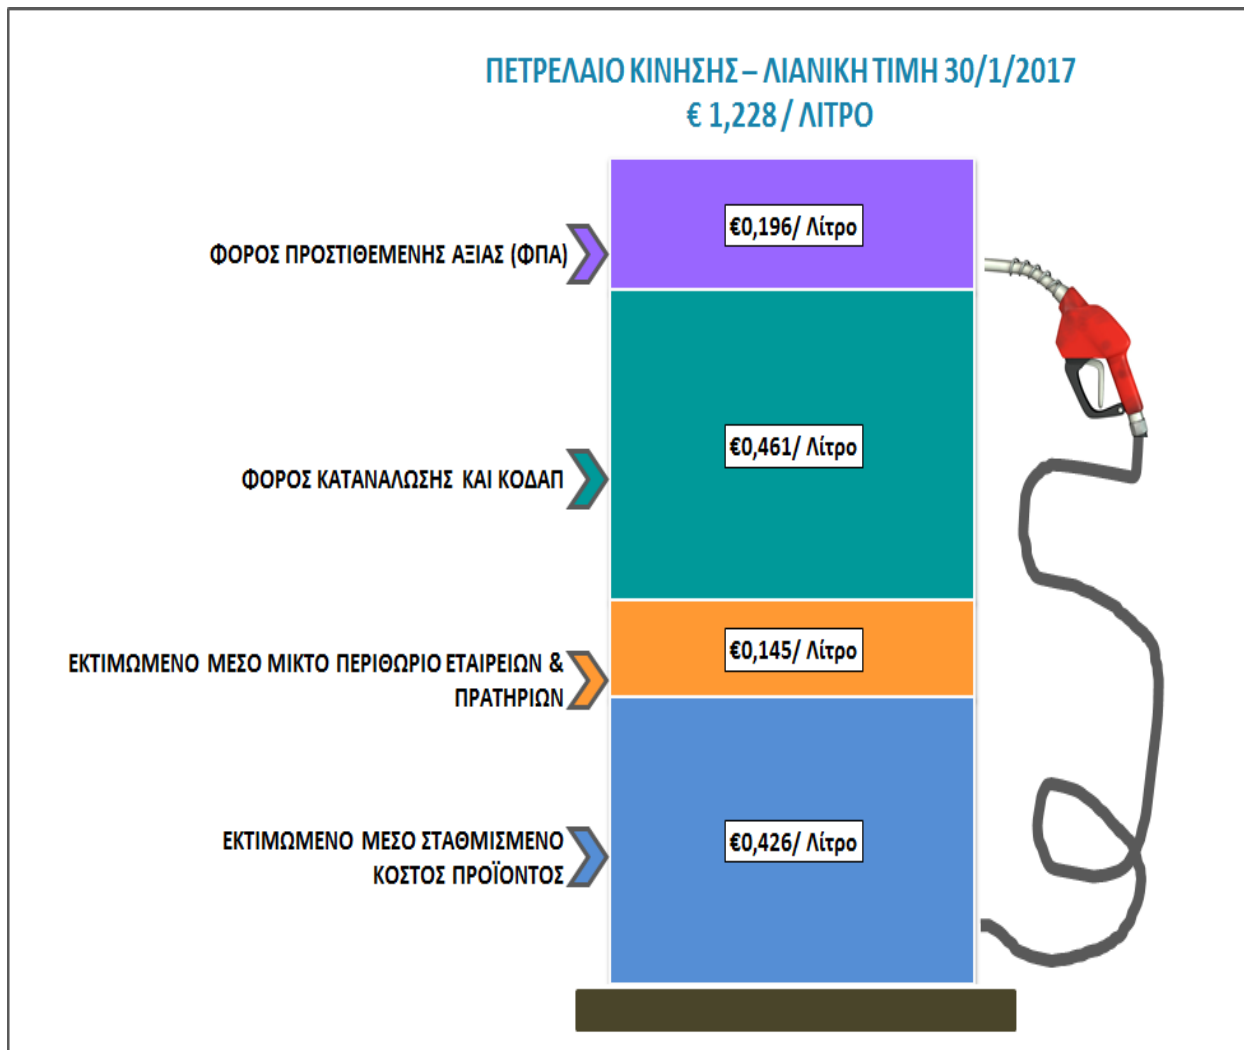 ΠΕΤΡΕΛΑΙΟ ΚΙΝΗΣΗΣ – ΛΙΑΝΙΚΗ ΤΙΜΗ 30/1/2017
€ 1,228 / ΛΙΤΡΟ
€0,196/ Λίτρο
ΦΟΡΟΣ ΠΡΟΣΤΙΘΕΜΕΝΗΣ ΑΞΙΑΣ (ΦΠΑ)
€0,461/ Λίτρο
ΦΟΡΟΣ ΚΑΤΑΝΑΛΩΣΗΣ ΚΑΙ ΚΟΔΑΠ
€0,145/ Λίτρο
ΕΚΤΙΜΩΜΕΝΟ ΜΕΣΟ ΜΙΚΤΟ ΠΕΡΙΘΩΡΙΟ ΕΤΑΙΡΕΙΩΝ &
ΠΡΑΤΗΡΙΩΝ
€0,426/ Λίτρο
ΕΚΤΙΜΩΜΕΝΟ ΜΕΣΟ ΣΤΑΘΜΙΣΜΕΝΟ
ΚΟΣΤΟΣ ΠΡΟΪΟΝΤΟΣ